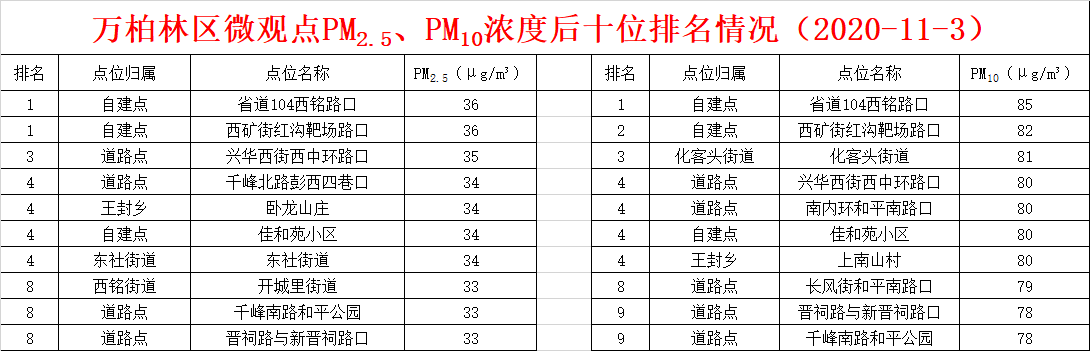 万柏林区微观点PM2.5、PM10浓度后十位排名情况（2020-11-3）
排名 点位归属 点位名称 PM2.5（μg/m³） 排名 点位归属 点位名称 PM10（μg/m³）
1 自建点 省道104西铭路口 36 1 自建点 省道104西铭路口 85
1 自建点 西矿街红沟靶场路口 36 2 自建点 西矿街红沟靶场路口 82
3 道路点 兴华西街西中环路口 35 3 化客头街道 化客头街道 81
4 道路点 千峰北路彭西四巷口 34 4 道路点 兴华西街西中环路口 80
4 王封乡 卧龙山庄 34 4 道路点 南内环和平南路口 80
4 自建点 佳和苑小区 34 4 自建点 佳和苑小区 80
4 东社街道 东社街道 34 4 王封乡 上南山村 80
8 西铭街道 开城里街道 33 8 道路点 长风街和平南路口 79
8 道路点 千峰南路和平公园 33 9 道路点 晋祠路与新晋祠路口 78
8 道路点 晋祠路与新晋祠路口 33 9 道路点 千峰南路和平公园 78